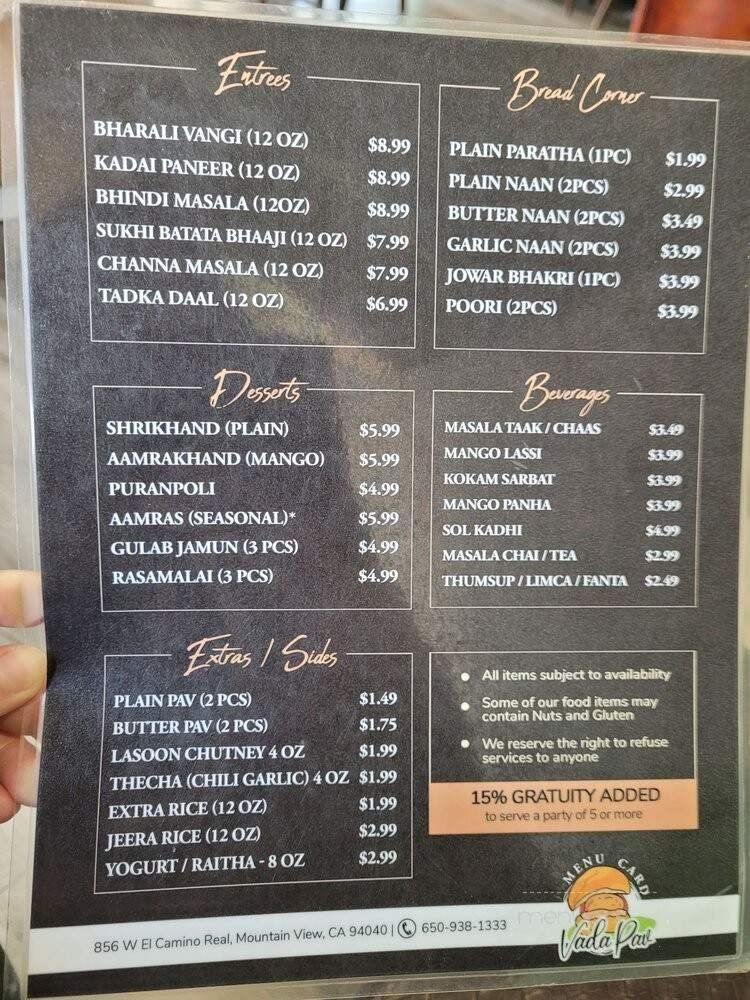 Entrees
BHARALI VANGI (12 OZ) $8.99
KADAI PANEER (12 OZ) $8.99
BHINDI MASALA (12OZ) $8.99
SUKHI BATATA BHAAJI (12 OZ) $7.99
CHANNA MASALA (12 OZ) $7.99
TADKA DAAL (12 OZ) $6.99
Bread Corner
PLAIN PARATHA (1PC) $1.99
PLAIN NAAN (2PCS) $2.99
BUTTER NAAN (2PCS) $3.49
GARLIC NAAN (2PCS) $3.99
JOWAR BHAKRI (1PC) $3.99
POORI (2PCS) $3.99
Desserts
SHRIKHAND (PLAIN) $5.99
AAMRAKHAND (MANGO) $5.99
PURANPOLI $4.99
AAMRAS (SEASONAL)* $5.99
GULAB JAMUN (3 PCS) $4.99
RASAMALAI (3 PCS) $4.99
Beverages
MASALA TAAK / CHAAS $3.49
MANGO LASSI $3.99
KOKAM SARBAT $3.99
MANGO PANHA $3.99
SOL KADHI $4.99
MASALA CHAI / TEA $2.99
THUMSUP / LIMCA / FANTA $2.49
Extras / Sides
PLAIN PAV (2 PCS) $1.49
BUTTER PAV (2 PCS) $1.75
LASOON CHUTNEY 4 OZ $1.99
THECHA (CHILI GARLIC) 4 OZ $1.99
EXTRA RICE (12 OZ) $1.99
JEERA RICE (12 OZ) $2.99
YOGURT / RAITHA - 8 OZ $2.99
• All items subject to availability
• Some of our food items may
contain Nuts and Gluten
• We reserve the right to refuse
services to anyone
15% GRATUITY ADDED
to serve a party of 5 or more
MENU CARD
Vada Pav
856 W El Camino Real, Mountain View, CA 94040 | 650-938-1333